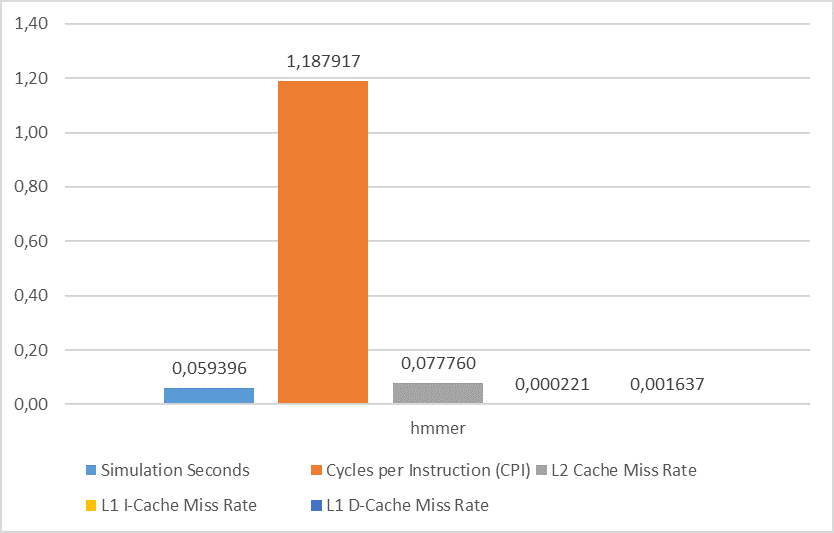 1,40
1,187917
1,20
1,00
0,80
0,60
0,40
0,20
0,059396
0,077760
0,000221
0,001637
0,00
hmmer
Simulation Seconds
Cycles per Instruction (CPI)
L2 Cache Miss Rate
L1 I-Cache Miss Rate
L1 D-Cache Miss Rate